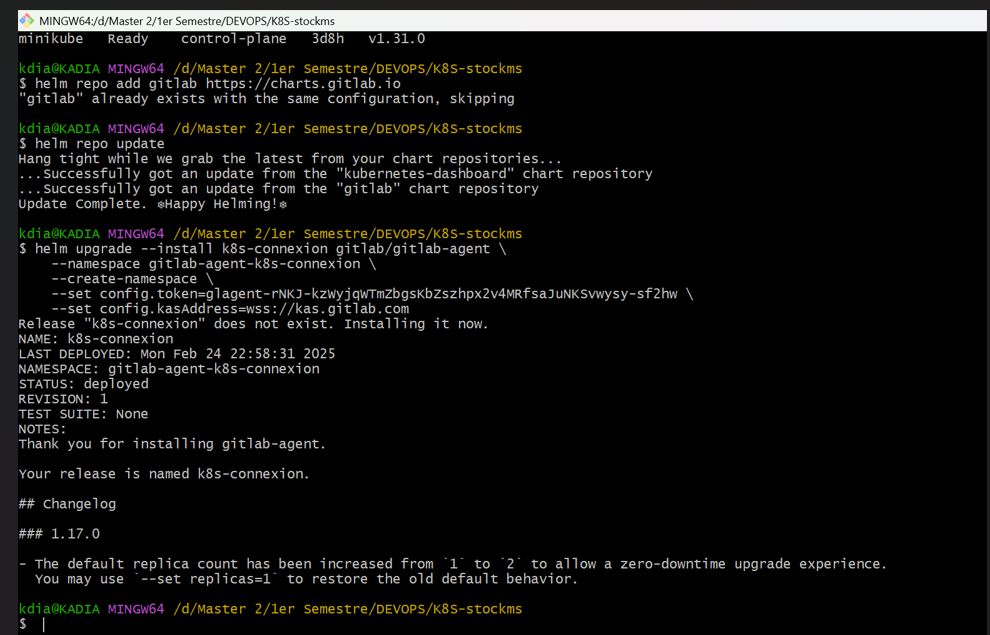 MINGW64:/d/Master 2/1er Semestre/DEVOPS/K8S-stockms
minikube   Ready    control-plane   3d8h   v1.31.0
kdia@KADIA MINGW64 /d/Master 2/1er Semestre/DEVOPS/K8S-stockms
$ helm repo add gitlab https://charts.gitlab.io
"gitlab" already exists with the same configuration, skipping
kdia@KADIA MINGW64 /d/Master 2/1er Semestre/DEVOPS/K8S-stockms
$ helm repo update
Hang tight while we grab the latest from your chart repositories...
...Successfully got an update from the "kubernetes-dashboard" chart repository
...Successfully got an update from the "gitlab" chart repository
Update Complete. ⎈Happy Helming!⎈
kdia@KADIA MINGW64 /d/Master 2/1er Semestre/DEVOPS/K8S-stockms
$ helm upgrade --install k8s-connexion gitlab/gitlab-agent \
    --namespace gitlab-agent-k8s-connexion \
    --create-namespace \
    --set config.token=glagent-rNKJ-kzWyjqWTmZbgsKbZszhpx2v4MRfsaJuNKSvwysy-sf2hw \
    --set config.kasAddress=wss://kas.gitlab.com
Release "k8s-connexion" does not exist. Installing it now.
NAME: k8s-connexion
LAST DEPLOYED: Mon Feb 24 22:58:31 2025
NAMESPACE: gitlab-agent-k8s-connexion
STATUS: deployed
REVISION: 1
TEST SUITE: None
NOTES:
Thank you for installing gitlab-agent.
Your release is named k8s-connexion.
## Changelog
### 1.17.0
- The default replica count has been increased from `1` to `2` to allow a zero-downtime upgrade experience.
  You may use `--set replicas=1` to restore the old default behavior.
kdia@KADIA MINGW64 /d/Master 2/1er Semestre/DEVOPS/K8S-stockms
$